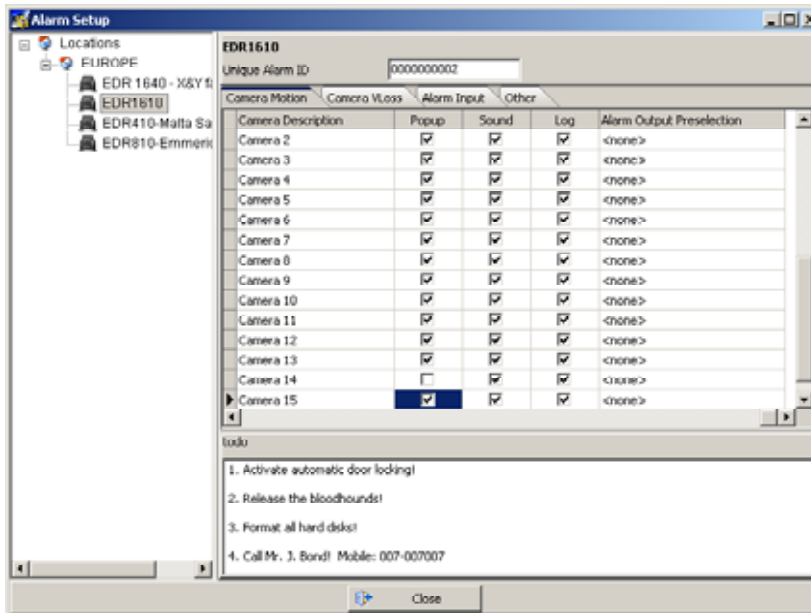 Alarm Setup
Locations
EUROPE
EDR 1640 - X&Y f
EDR1610
EDR410-Malta Sa
EDR810-Emmeric
EDR1610
Unique Alarm ID 0000000002
Camera Motion Camera VLoss Alarm Input Other
Camera Description Popup Sound Log Alarm Output Preselection
Camera 2 <none>
Camera 3 <none>
Camera 4 <none>
Camera 5 <none>
Camera 6 <none>
Camera 7 <none>
Camera 8 <none>
Camera 9 <none>
Camera 10 <none>
Camera 11 <none>
Camera 12 <none>
Camera 13 <none>
Camera 14 <none>
Camera 15 <none>
todo
1. Activate automatic door locking!
2. Release the bloodhounds!
3. Format all hard disks!
4. Call Mr. J. Bond! Mobile: 007-007007
Close